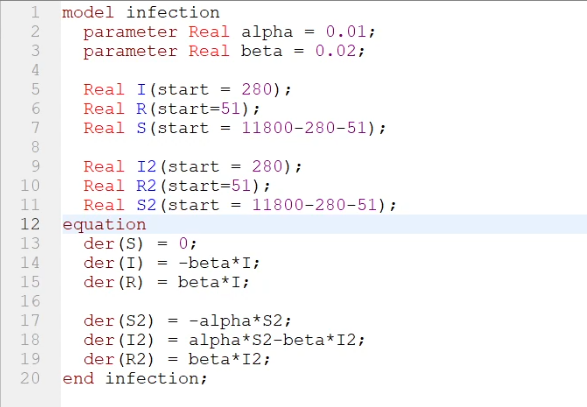 1 model infection
2   parameter Real alpha = 0.01;
3   parameter Real beta = 0.02;
4
5   Real I(start = 280);
6   Real R(start=51);
7   Real S(start = 11800-280-51);
8
9   Real I2(start = 280);
10   Real R2(start=51);
11   Real S2(start = 11800-280-51);
12 equation
13   der(S) = 0;
14   der(I) = -beta*I;
15   der(R) = beta*I;
16
17   der(S2) = -alpha*S2;
18   der(I2) = alpha*S2-beta*I2;
19   der(R2) = beta*I2;
20 end infection;